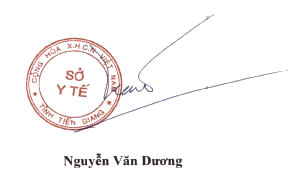 CỘNG HÒA X.H.C.N VIỆT NAM
SỞ
Y TẾ
★ TỈNH TIỀN GIANG ★
Nguyễn Văn Dương